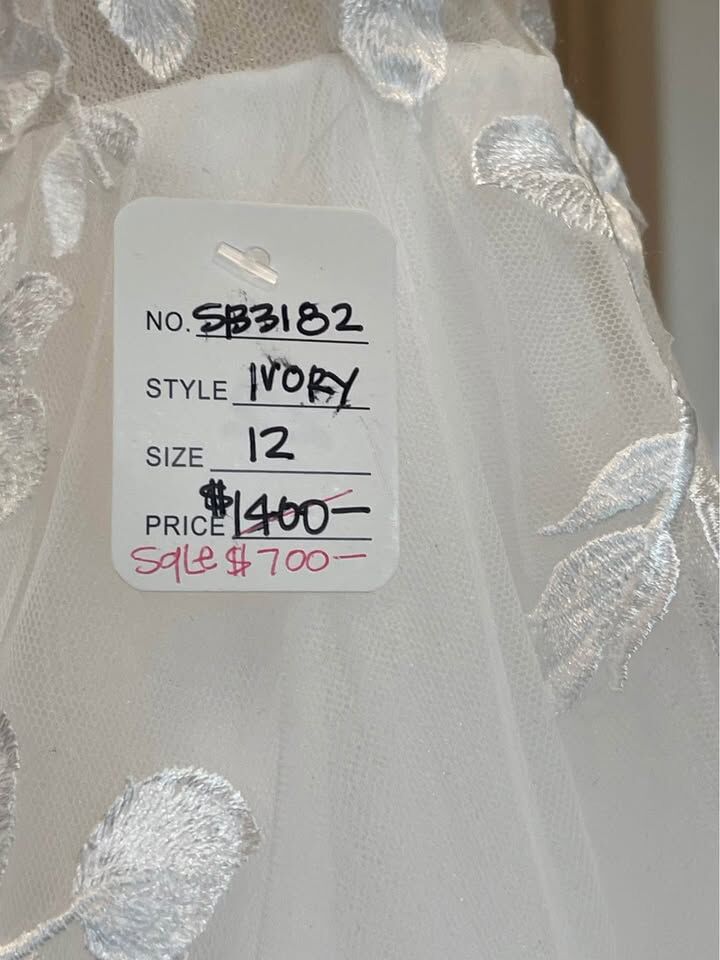 NO. SB3182
STYLE IVORY
SIZE 12
PRICE $1400-
Sale $700-